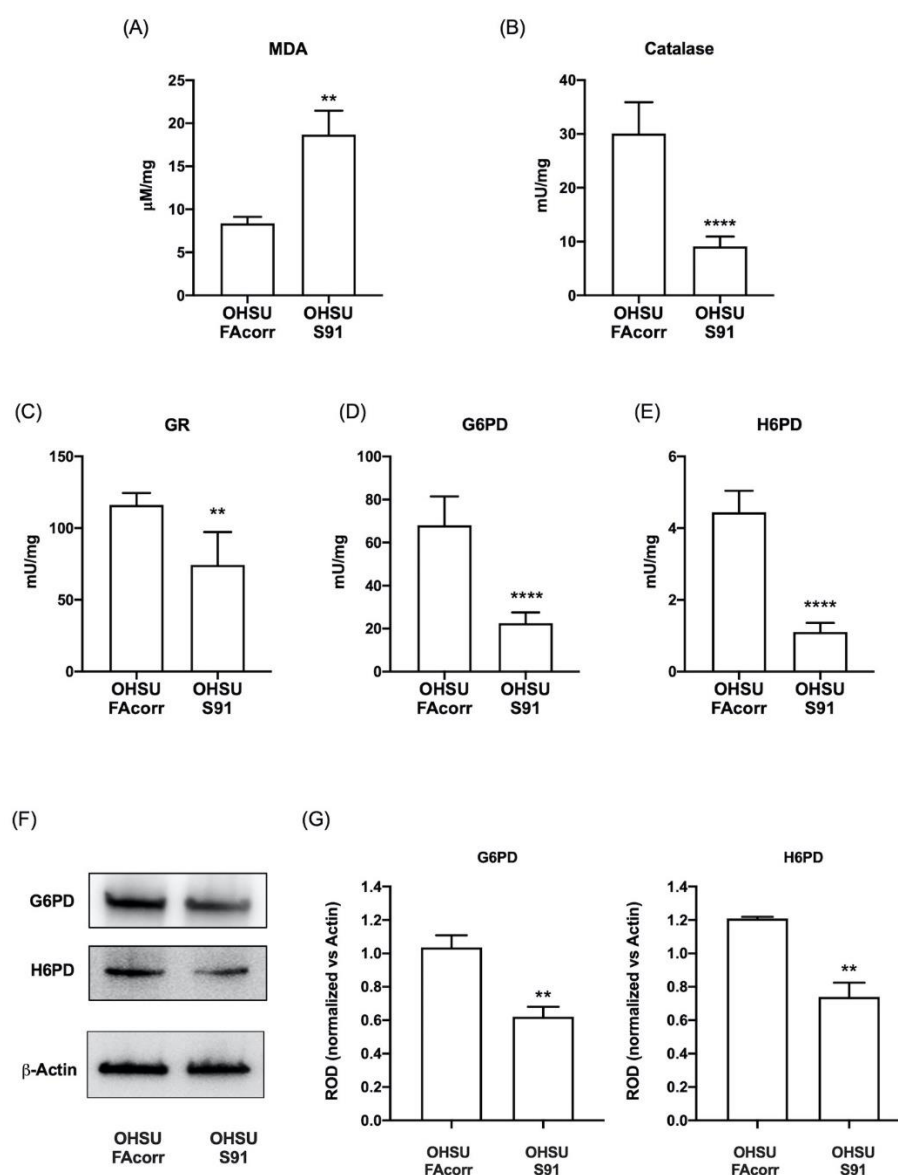 (A)
MDA
25
20
15
10
5
0
µM/mg
**
OHSU
FAcorr
OHSU
S91
(B)
Catalase
40
30
20
10
0
mU/mg
****
OHSU
FAcorr
OHSU
S91
(C)
GR
150
100
50
0
mU/mg
**
OHSU
FAcorr
OHSU
S91
(D)
G6PD
100
80
60
40
20
0
mU/mg
****
OHSU
FAcorr
OHSU
S91
(E)
H6PD
6
4
2
0
mU/mg
****
OHSU
FAcorr
OHSU
S91
(F)
G6PD
H6PD
β-Actin
OHSU
FAcorr
OHSU
S91
(G)
G6PD
1.4
1.2
1.0
0.8
0.6
0.4
0.2
0.0
ROD (normalized vs Actin)
**
OHSU
FAcorr
OHSU
S91
H6PD
1.4
1.2
1.0
0.8
0.6
0.4
0.2
0.0
ROD (normalized vs Actin)
**
OHSU
FAcorr
OHSU
S91